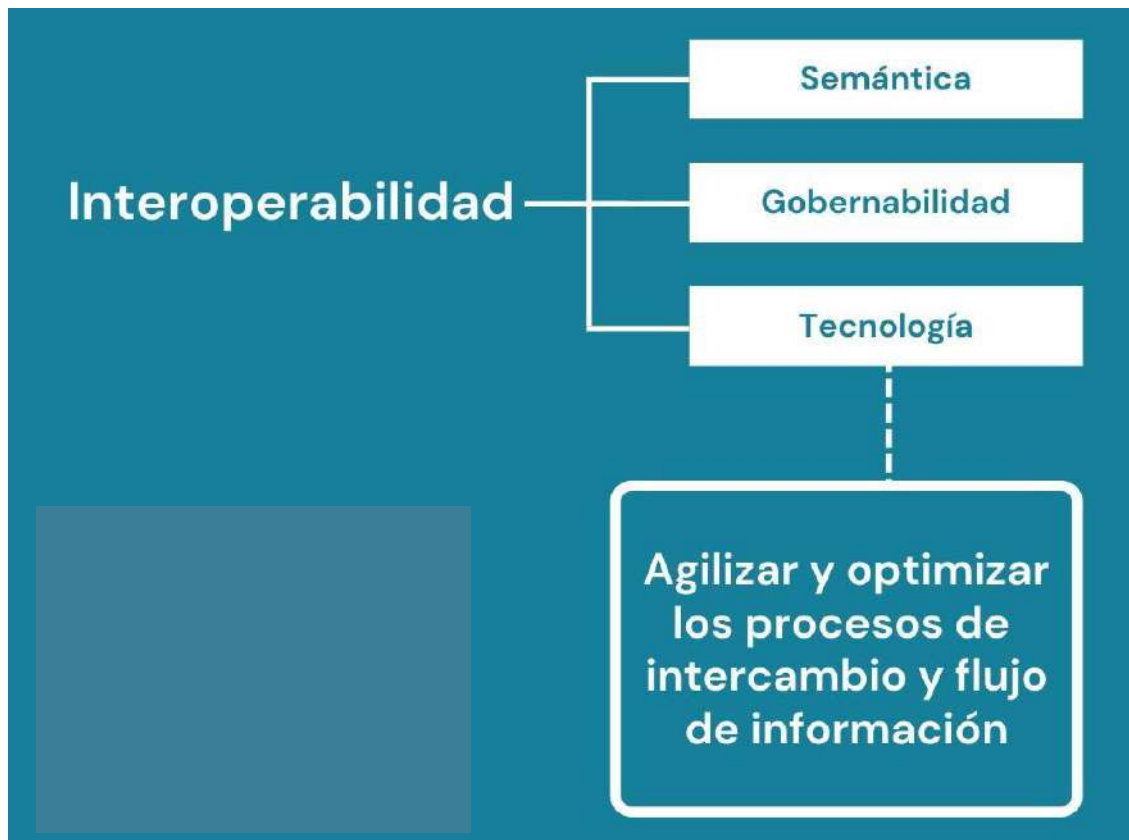 Interoperabilidad
Semántica
Gobernabilidad
Tecnología
Agilizar y optimizar
los procesos de
intercambio y flujo
de información